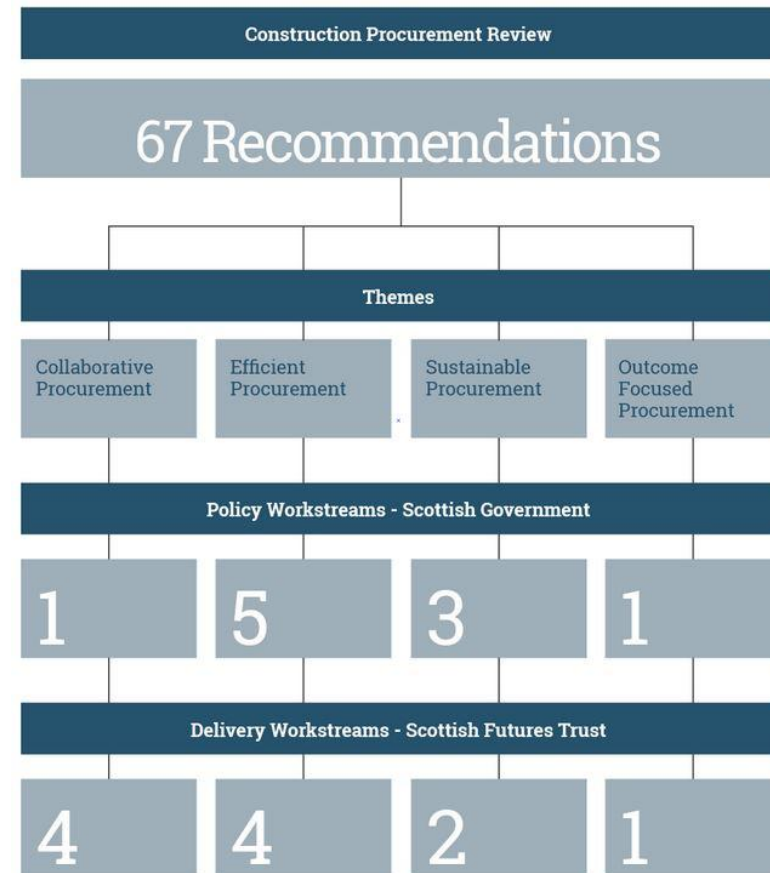 Construction Procurement Review
67 Recommendations
Themes
Collaborative
Procurement
Efficient
Procurement
Sustainable
Procurement
Outcome
Focused
Procurement
Policy Workstreams - Scottish Government
1
5
3
1
Delivery Workstreams - Scottish Futures Trust
4
4
2
1